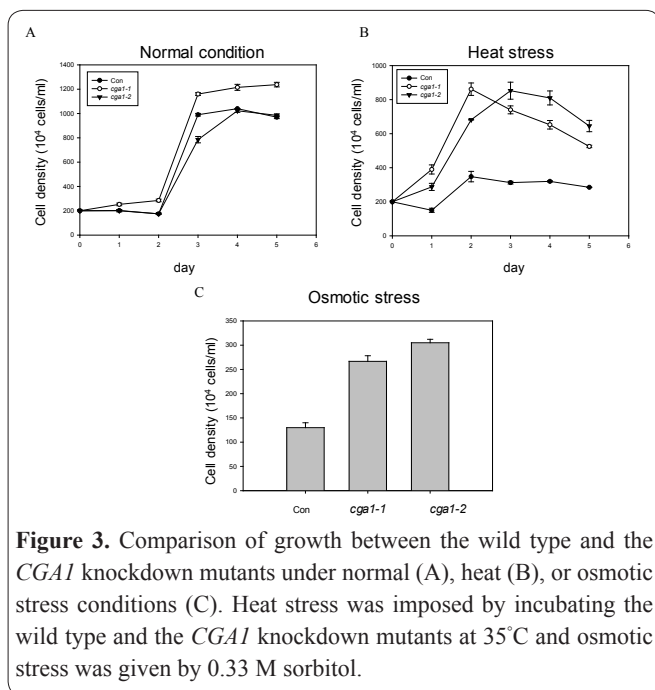 A
Normal condition
Con
cga1-1
cga1-2
Cell density (10⁴ cells/ml)
1400
1200
1000
800
600
400
200
0
0 1 2 3 4 5 6
day
B
Heat stress
Con
cga1-1
cga1-2
Cell density (10⁴ cells/ml)
1000
800
600
400
200
0
0 1 2 3 4 5 6
day
C
Osmotic stress
Cell density (10⁴ cells/ml)
350
300
250
200
150
100
50
0
Con cga1-1 cga1-2
Figure 3. Comparison of growth between the wild type and the
CGA1 knockdown mutants under normal (A), heat (B), or osmotic
stress conditions (C). Heat stress was imposed by incubating the
wild type and the CGA1 knockdown mutants at 35°C and osmotic
stress was given by 0.33 M sorbitol.